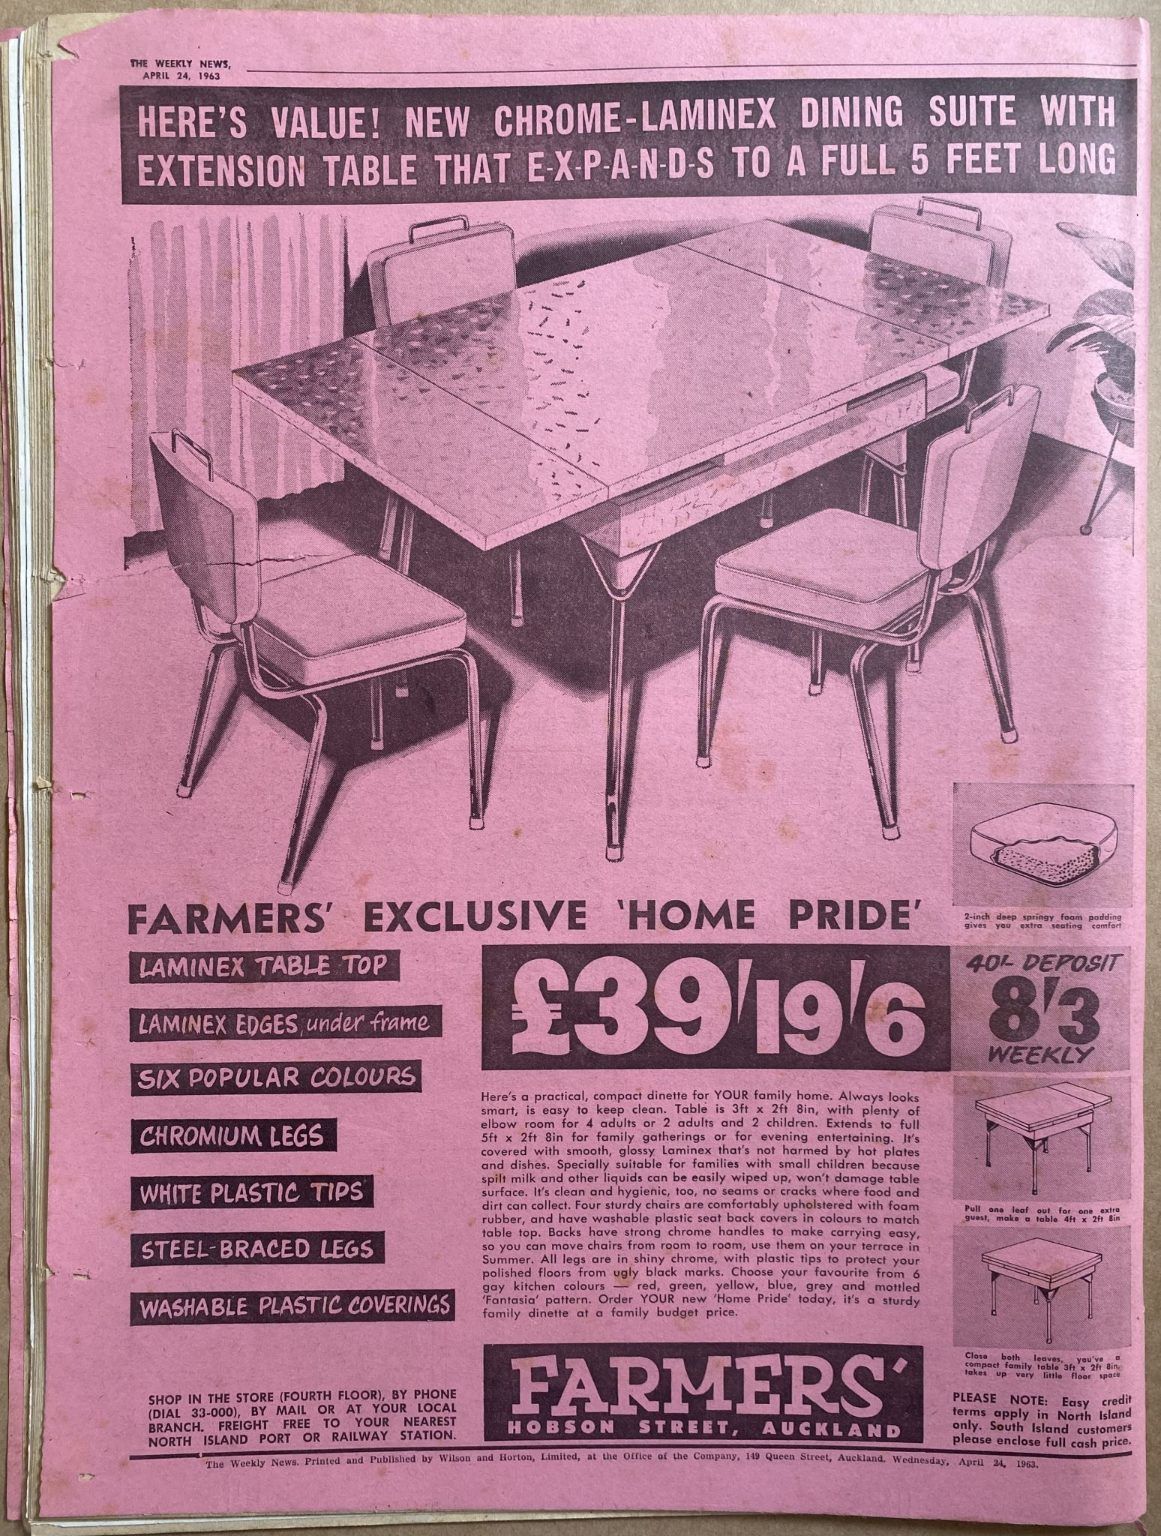 THE WEEKLY NEWS,
APRIL 24, 1963
HERE'S VALUE! NEW CHROME-LAMINEX DINING SUITE WITH
EXTENSION TABLE THAT E-X-P-A-N-D-S TO A FULL 5 FEET LONG
2-inch deep springy foam padding
gives you extra seating comfort
FARMERS' EXCLUSIVE 'HOME PRIDE'
LAMINEX TABLE TOP
LAMINEX EDGES under frame
SIX POPULAR COLOURS
CHROMIUM LEGS
WHITE PLASTIC TIPS
STEEL-BRACED LEGS
WASHABLE PLASTIC COVERINGS
£39/19/6
40/- DEPOSIT
8/3
WEEKLY
Here's a practical, compact dinette for YOUR family home. Always looks
smart, is easy to keep clean. Table is 3ft x 2ft 8in, with plenty of
elbow room for 4 adults or 2 adults and 2 children. Extends to full
5ft x 2ft 8in for family gatherings or for evening entertaining. It's
covered with smooth, glossy Laminex that's not harmed by hot plates
and dishes. Specially suitable for families with small children because
spilt milk and other liquids can be easily wiped up, won't damage table
surface. It's clean and hygienic, too, no seams or cracks where food and
dirt can collect. Four sturdy chairs are comfortably upholstered with foam
rubber, and have washable plastic seat back covers in colours to match
table top. Backs have strong chrome handles to make carrying easy,
so you can move chairs from room to room, use them on your terrace in
Summer. All legs are in shiny chrome, with plastic tips to protect your
polished floors from ugly black marks. Choose your favourite from 6
gay kitchen colours — red, green, yellow, blue, grey and mottled
'Fantasia' pattern. Order YOUR new 'Home Pride' today, it's a sturdy
family dinette at a family budget price.
Pull one leaf out for one extra
guest, make a table 4ft x 2ft 8in
Close both leaves, you've a
compact family table 3ft x 2ft 8in,
takes up very little floor space
SHOP IN THE STORE (FOURTH FLOOR), BY PHONE
(DIAL 33-000), BY MAIL OR AT YOUR LOCAL
BRANCH. FREIGHT FREE TO YOUR NEAREST
NORTH ISLAND PORT OR RAILWAY STATION.
FARMERS'
HOBSON STREET, AUCKLAND
PLEASE NOTE: Easy credit
terms apply in North Island
only. South Island customers
please enclose full cash price.
The Weekly News. Printed and Published by Wilson and Horton, Limited, at the Office of the Company, 149 Queen Street, Auckland. Wednesday, April 24, 1963.